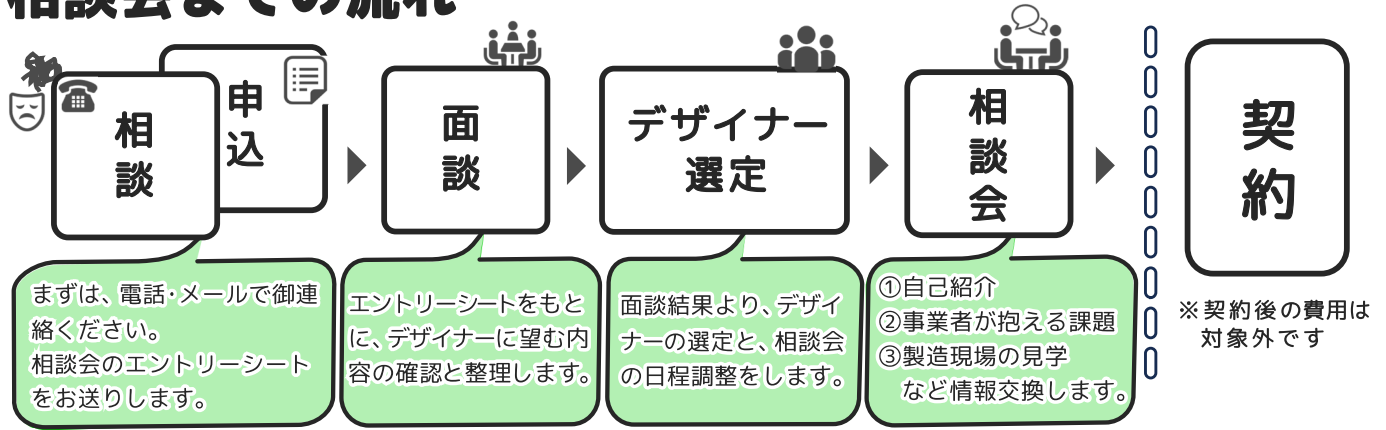 相談会までの流れ
相談
申込
面談
デザイナー
選定
相談会
契約
まずは、電話・メールで御連
絡ください。
相談会のエントリーシート
をお送りします。
エントリーシートをもと
に、デザイナーに望む内
容の確認と整理します。
面談結果より、デザイ
ナーの選定と、相談会
の日程調整をします。
①自己紹介
②事業者が抱える課題
③製造現場の見学
など情報交換します。
※契約後の費用は
対象外です